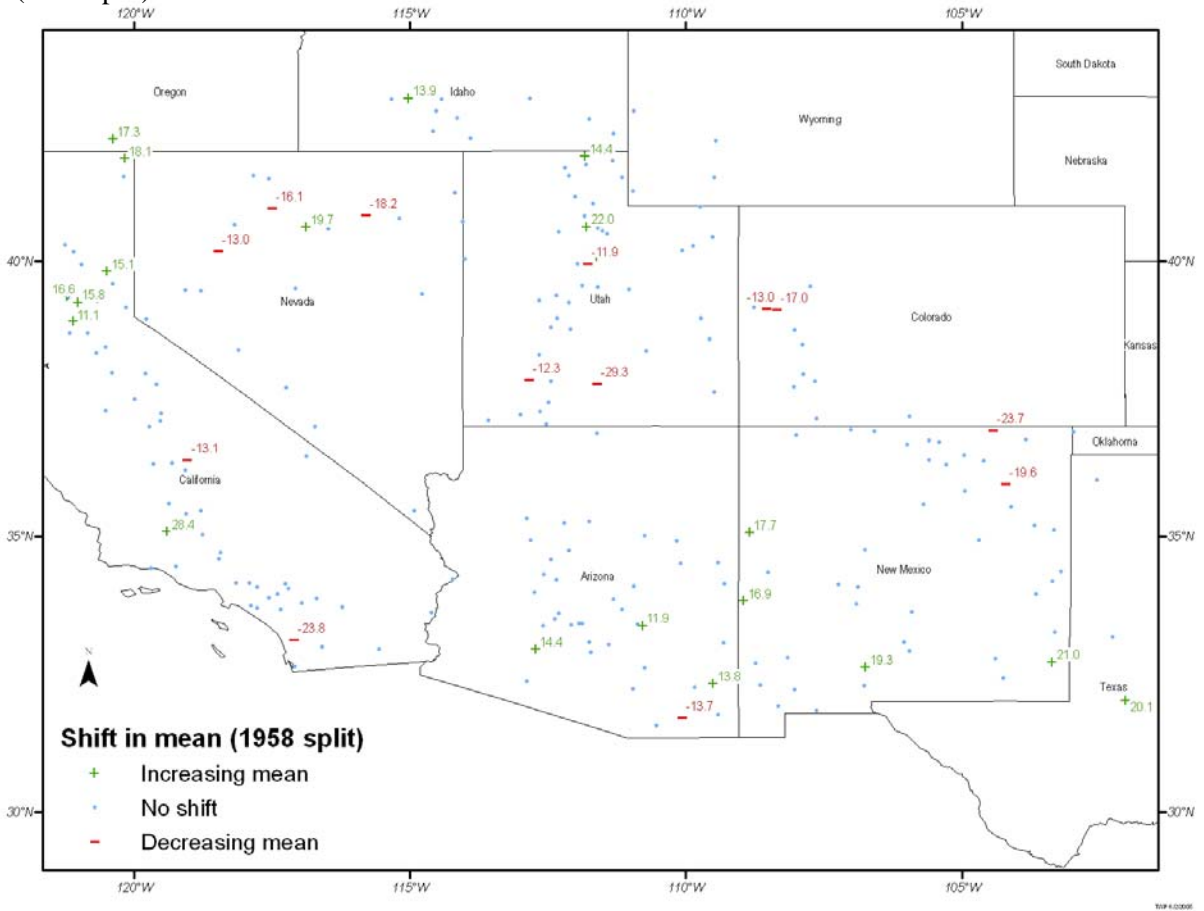 120°W 115°W 110°W 105°W
South Dakota
Oregon
13.9 Idaho
Wyoming
17.3
18.1
14.4
Nebraska
-16.1
-18.2
19.7
22.0
-13.0
40°N
-11.9
40°N
15.1
16.6 15.8
Nevada
Utah
-13.0 -17.0
11.1
Colorado
Kansas
-12.3
-29.3
-23.7
Oklahoma
-13.1
California
-19.6
28.4
17.7
35°N
35°N
Arizona
New Mexico
16.9
11.9
-23.8
14.4
19.3
21.0
N
13.8
Texas
-13.7
20.1
Shift in mean (1958 split)
Increasing mean
No shift
Decreasing mean
30°N
30°N
120°W 115°W 110°W 105°W